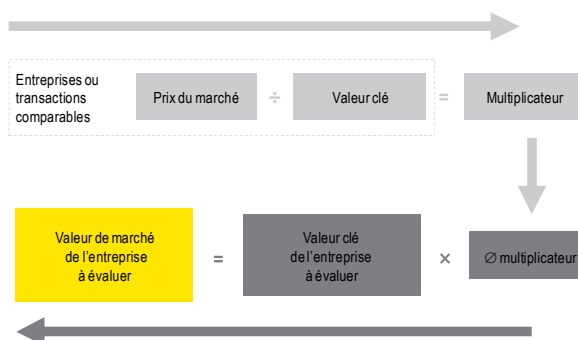 Entreprises ou
transactions
comparables
Prix du marché ÷ Valeur clé = Multiplicateur
Valeur de marché
de l'entreprise
à évaluer
=
Valeur clé
de l'entreprise
à évaluer
×
∅ multiplicateur